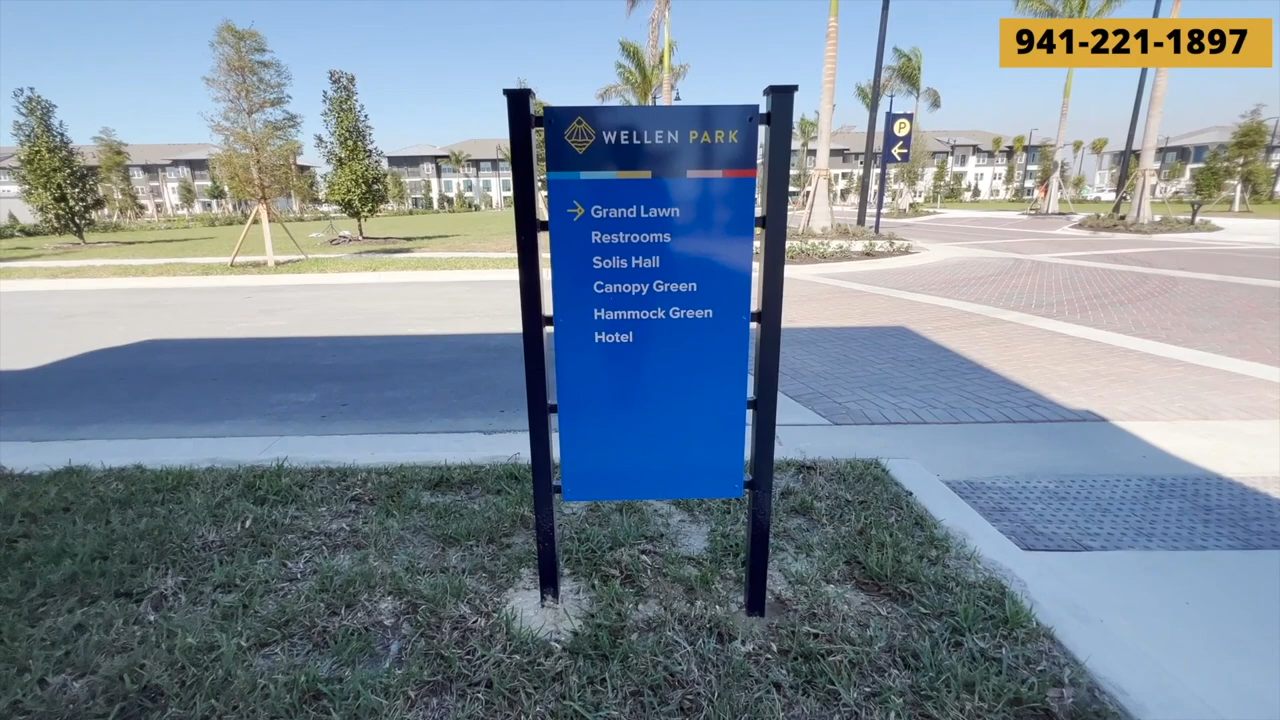 941-221-1897
WELLEN PARK
P
Grand Lawn
Restrooms
Solis Hall
Canopy Green
Hammock Green
Hotel